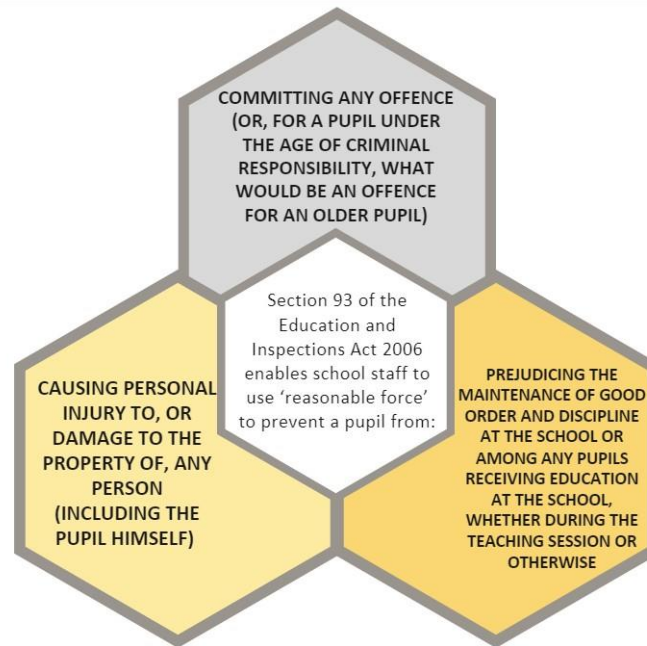 COMMITTING ANY OFFENCE
(OR, FOR A PUPIL UNDER
THE AGE OF CRIMINAL
RESPONSIBILITY, WHAT
WOULD BE AN OFFENCE
FOR AN OLDER PUPIL)
Section 93 of the
Education and
Inspections Act 2006
enables school staff to
use ‘reasonable force’
to prevent a pupil from:
CAUSING PERSONAL
INJURY TO, OR
DAMAGE TO THE
PROPERTY OF, ANY
PERSON
(INCLUDING THE
PUPIL HIMSELF)
PREJUDICING THE
MAINTENANCE OF GOOD
ORDER AND DISCIPLINE
AT THE SCHOOL OR
AMONG ANY PUPILS
RECEIVING EDUCATION
AT THE SCHOOL,
WHETHER DURING THE
TEACHING SESSION OR
OTHERWISE